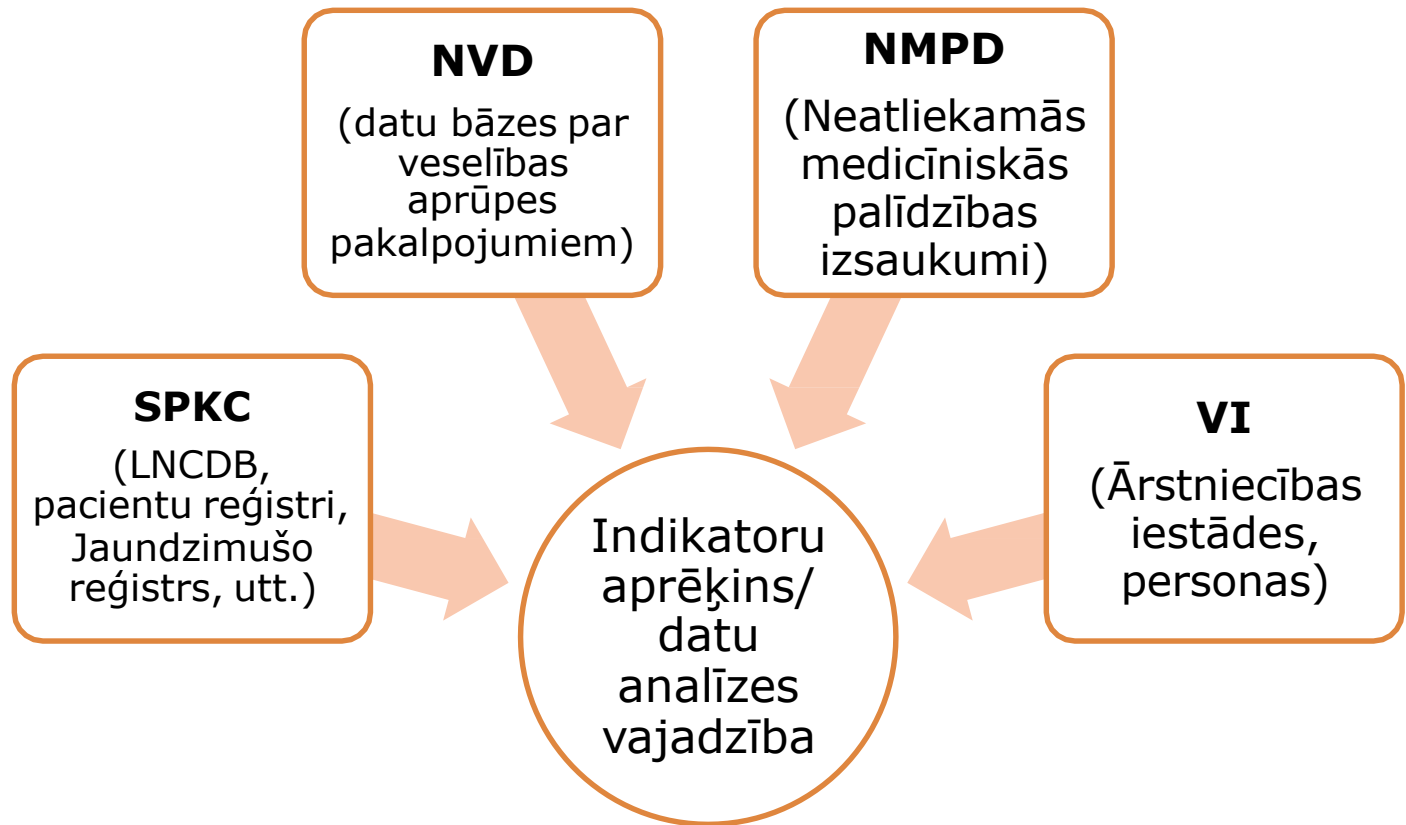 NVD
(datu bāzes par
veselības
aprūpes
pakalpojumiem)
NMPD
(Neatliekamās
medicīniskās
palīdzības
izsaukumi)
SPKC
(LNCDB,
pacientu reģistri,
Jaundzimušo
reģistrs, utt.)
VI
(Ārstniecības
iestādes,
personas)
Indikatoru
aprēķins/
datu
analīzes
vajadzība